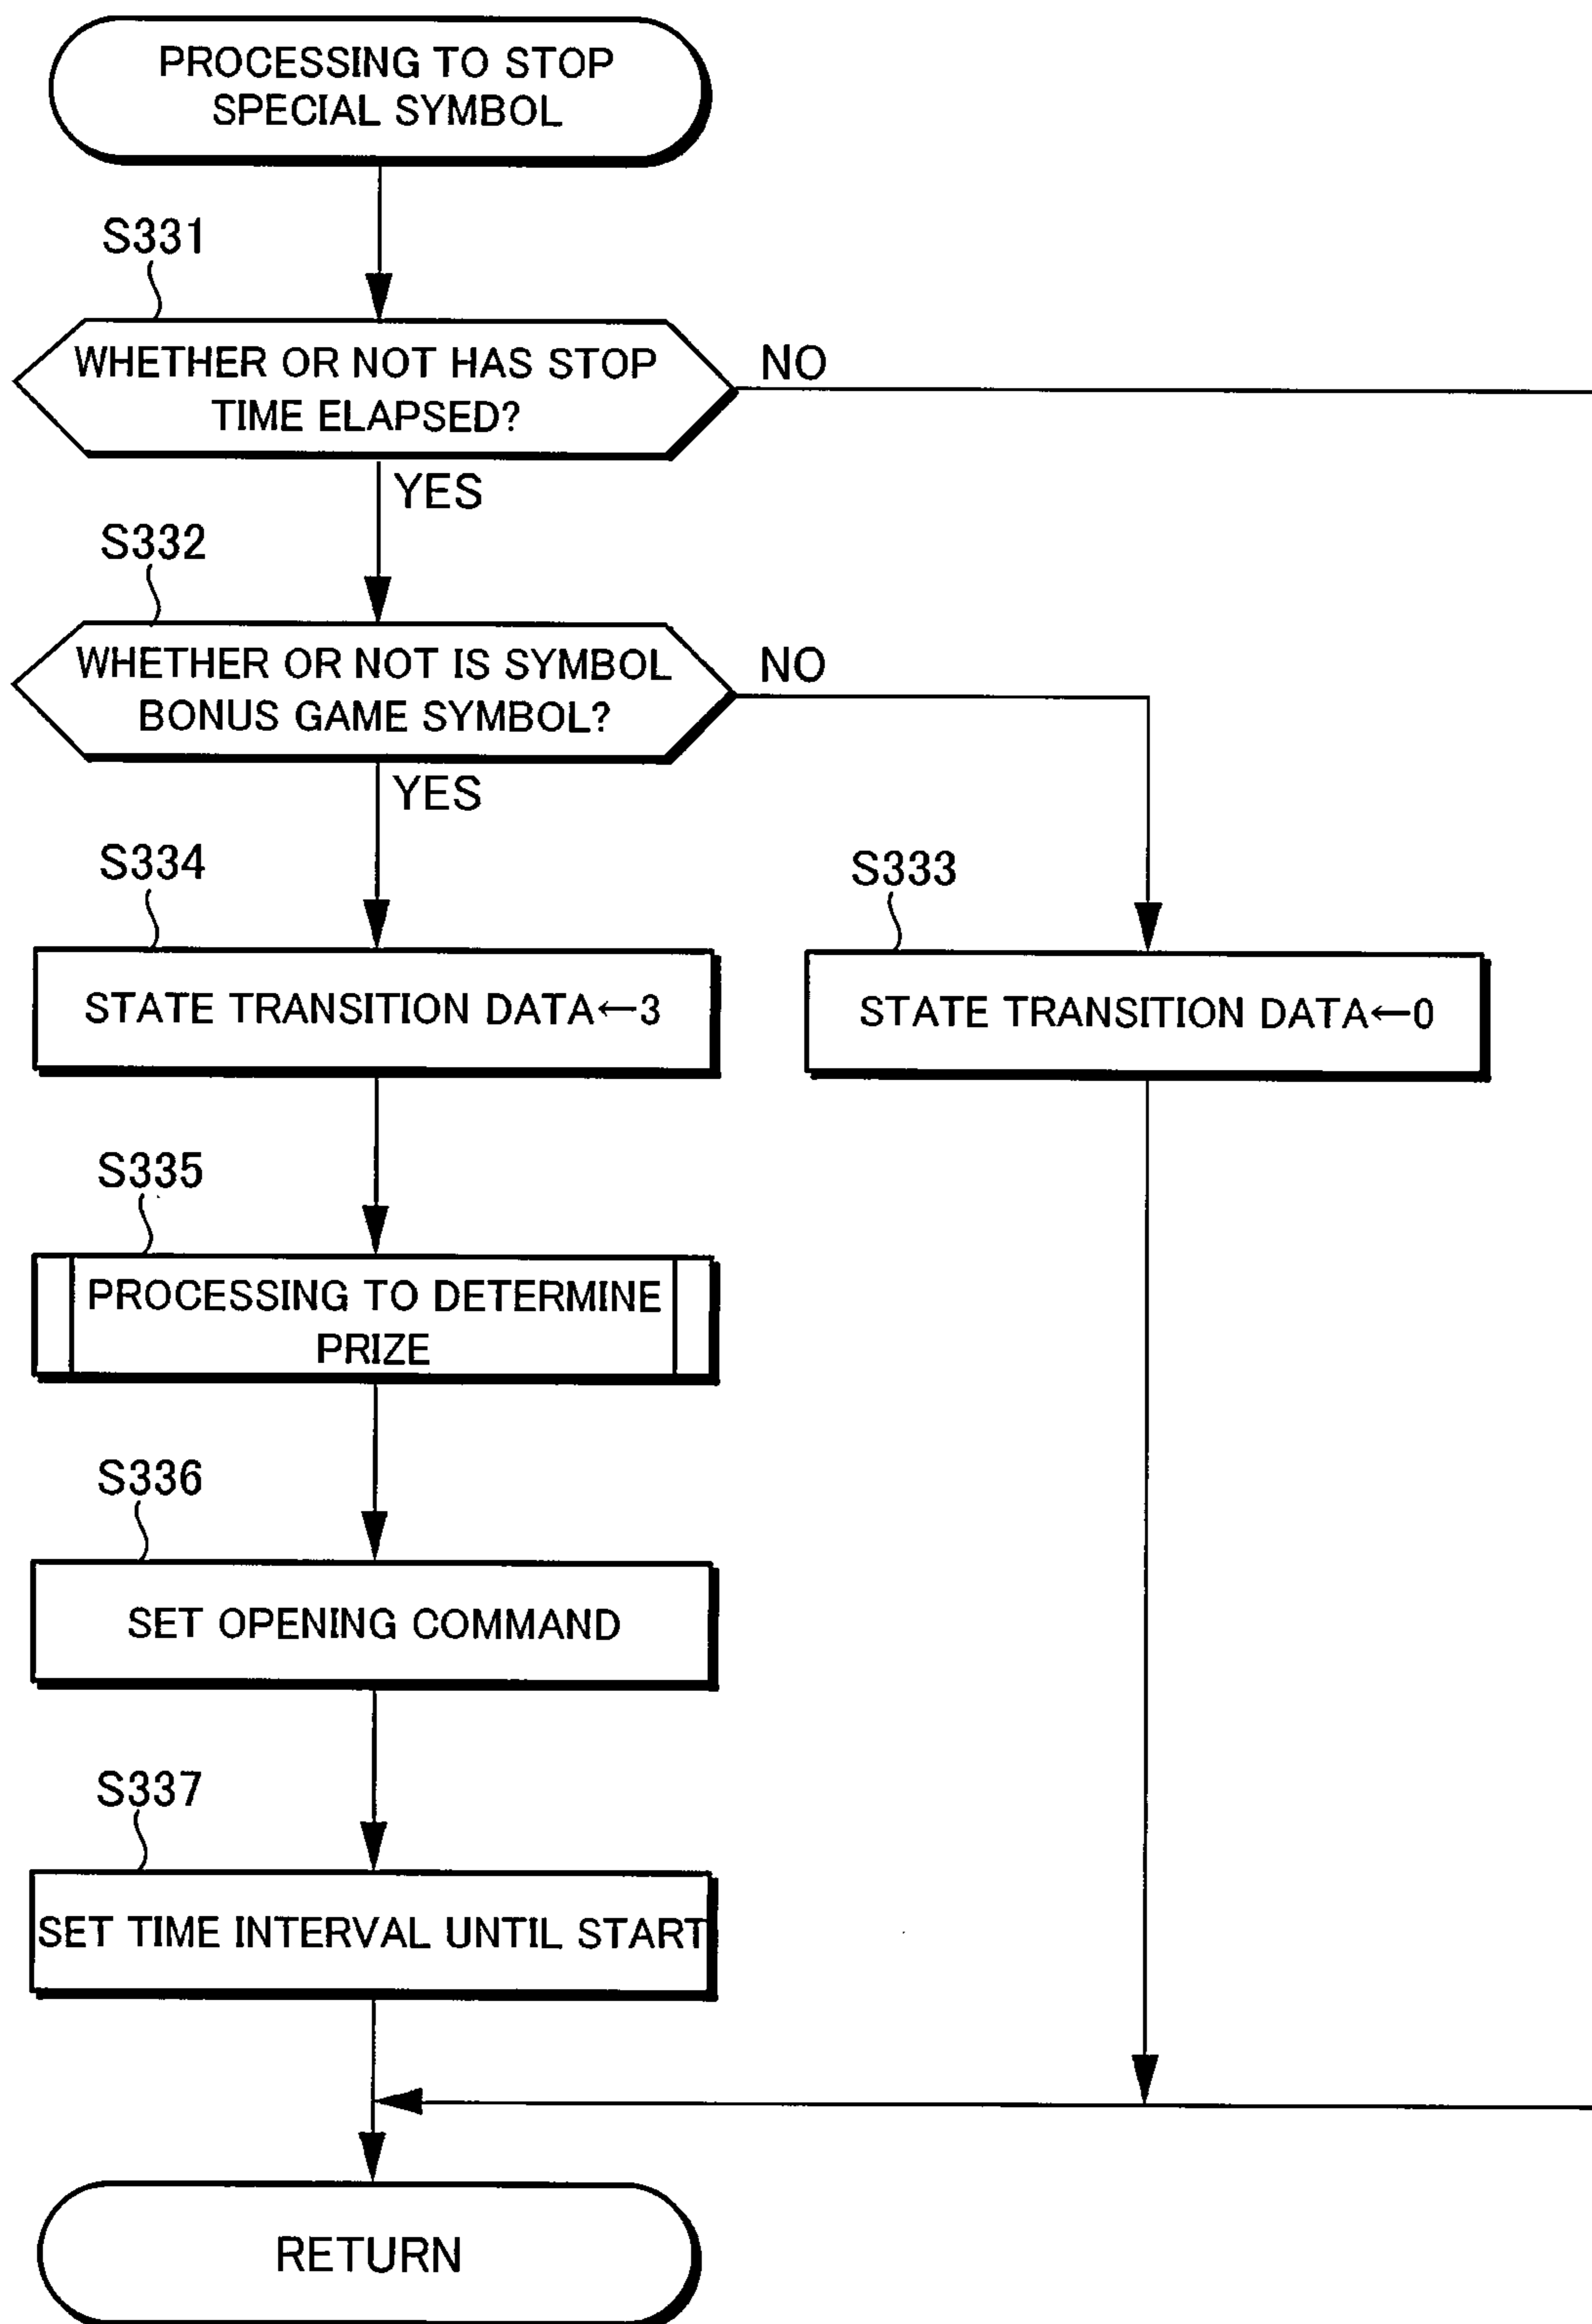 PROCESSING TO STOP
SPECIAL SYMBOL
S331
WHETHER OR NOT HAS STOP
TIME ELAPSED?
NO
YES
S332
WHETHER OR NOT IS SYMBOL
BONUS GAME SYMBOL?
NO
YES
S334
STATE TRANSITION DATA←3
S333
STATE TRANSITION DATA←0
S335
PROCESSING TO DETERMINE
PRIZE
S336
SET OPENING COMMAND
S337
SET TIME INTERVAL UNTIL START
RETURN